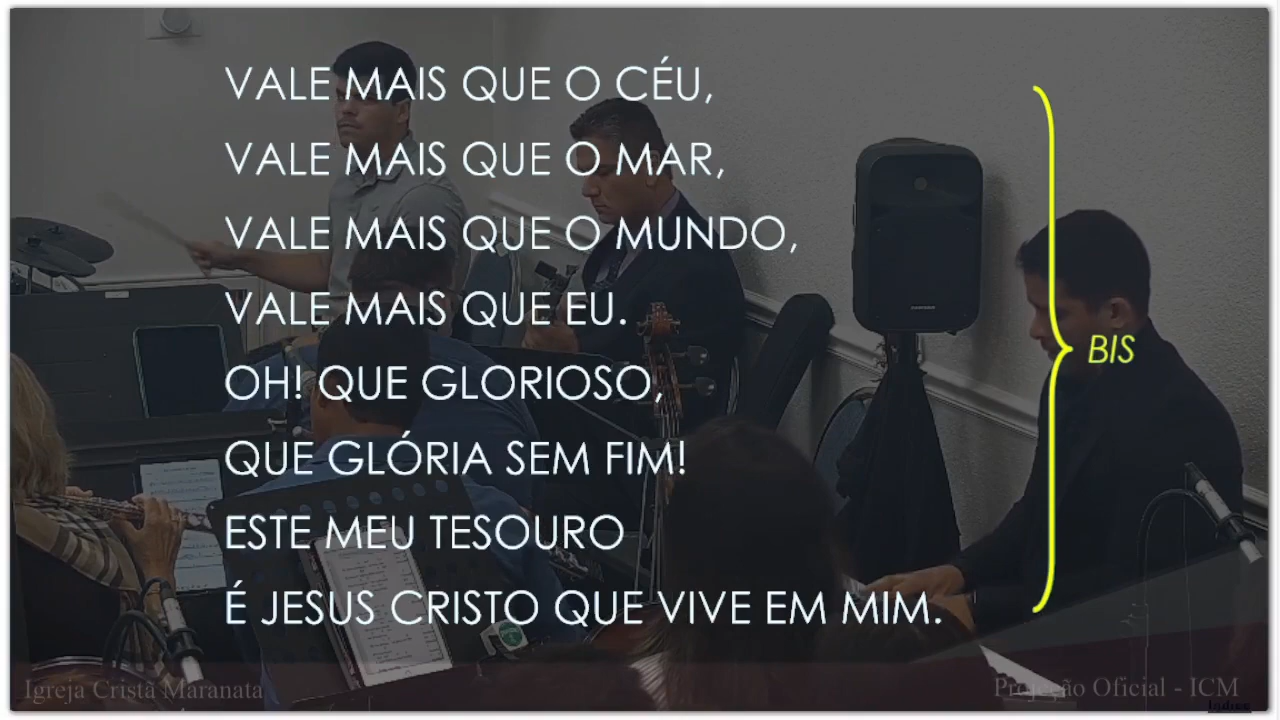 VALE MAIS QUE O CÉU,
VALE MAIS QUE O MAR,
VALE MAIS QUE O MUNDO,
VALE MAIS QUE EU.
OH! QUE GLORIOSO,
QUE GLÓRIA SEM FIM!
ESTE MEU TESOURO
É JESUS CRISTO QUE VIVE EM MIM.
BIS
Igreja Cristã Maranata
Projeção Oficial - ICM
Índice